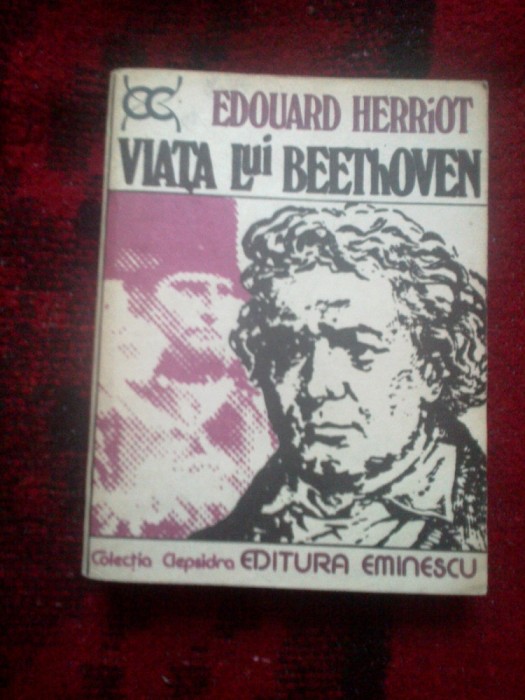 EDOUARD HERRiOT
VIAȚA Lui BEEThOVEN
Colecția Clepsidra EDITURA EMINESCU